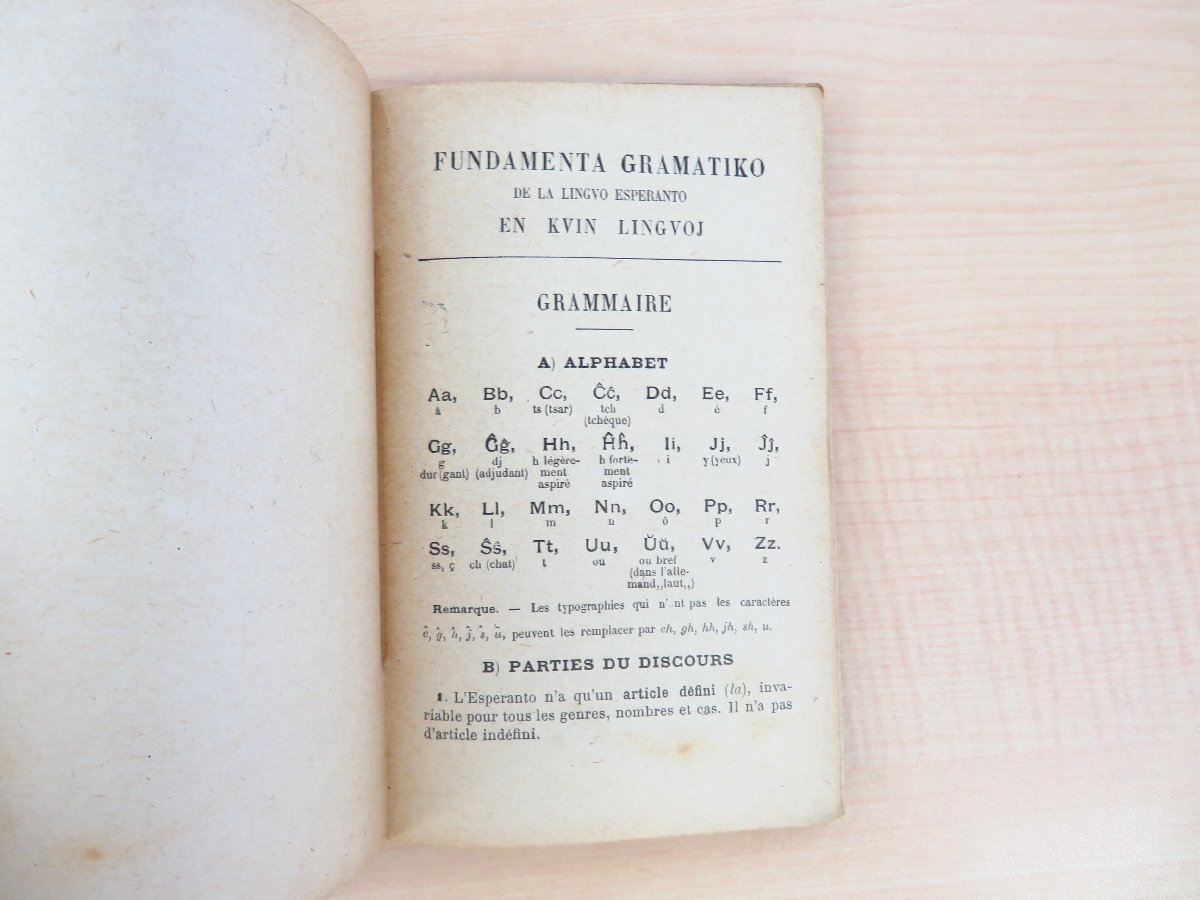 FUNDAMENTA GRAMATIKO
DE LA LINGVO ESPERANTO
EN KVIN LINGVOJ
GRAMMAIRE
A) ALPHABET
Aa, Bb, Cc, Ĉĉ, Dd, Ee, Ff,
à b ts (tsar) tch d é f
(tchèque)
Gg, Ĝĝ, Hh, Ĥĥ, Ii, Jj, Ĵĵ,
g dj h légère- h forte- i y (yeux) j
dur (gant) (adjudant) ment ment
aspiré aspiré
Kk, Ll, Mm, Nn, Oo, Pp, Rr,
k l m n ô p r
Ss, Ŝŝ, Tt, Uu, Ŭŭ, Vv, Zz.
ss, ç ch (chat) t ou ou bref v z
(dans l'alle-
mand,,laut,,)
Remarque. — Les typographies qui pas les caractères
ĉ, ĝ, ĥ, ĵ, ŝ, ŭ, peuvent les remplacer par ch, gh, hh, jh, sh, u.
B) PARTIES DU DISCOURS
1. L'Esperanto n'a qu'un article défini (la), inva-
riable pour tous les genres, nombres et cas. Il n'a pas
d'article indéfini.